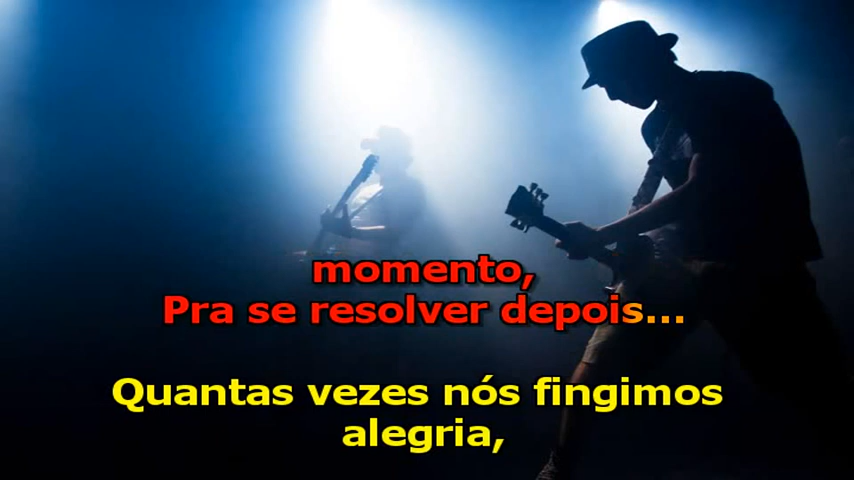 momento,
Pra se resolver depois...
Quantas vezes nós fingimos
alegria,